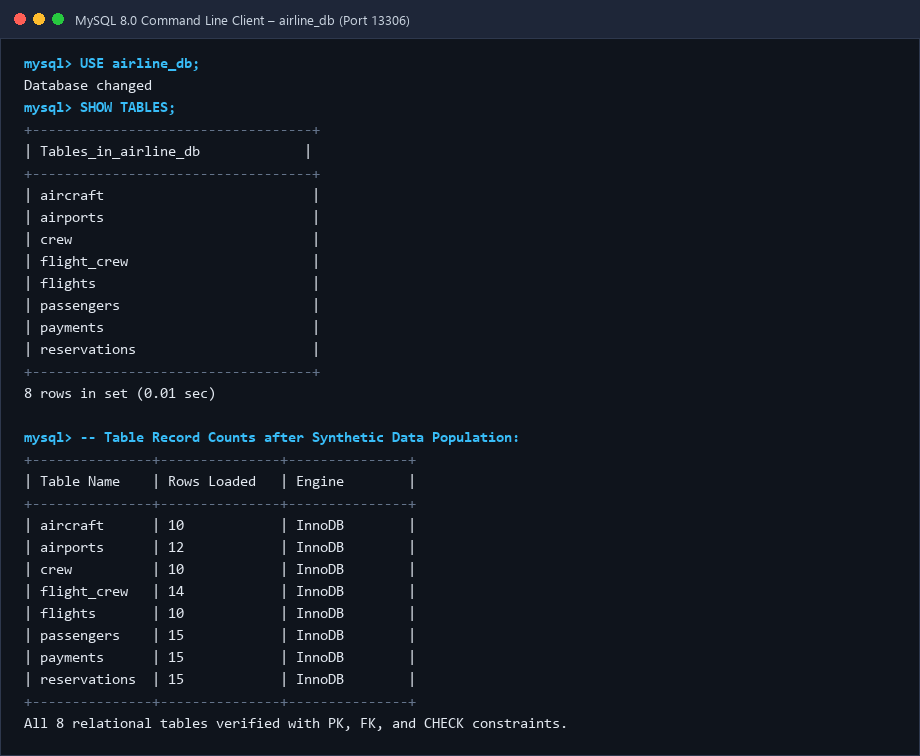 MySQL 8.0 Command Line Client – airline_db (Port 13306)
mysql> USE airline_db;
Database changed
mysql> SHOW TABLES;
+-----------------------------------+
| Tables_in_airline_db             |
+-----------------------------------+
| aircraft                          |
| airports                          |
| crew                              |
| flight_crew                       |
| flights                           |
| passengers                        |
| payments                          |
| reservations                      |
+-----------------------------------+
8 rows in set (0.01 sec)
mysql> -- Table Record Counts after Synthetic Data Population:
+---------------+---------------+---------------+
| Table Name    | Rows Loaded   | Engine        |
+---------------+---------------+---------------+
| aircraft      | 10            | InnoDB        |
| airports      | 12            | InnoDB        |
| crew          | 10            | InnoDB        |
| flight_crew   | 14            | InnoDB        |
| flights       | 10            | InnoDB        |
| passengers    | 15            | InnoDB        |
| payments      | 15            | InnoDB        |
| reservations  | 15            | InnoDB        |
+---------------+---------------+---------------+
All 8 relational tables verified with PK, FK, and CHECK constraints.